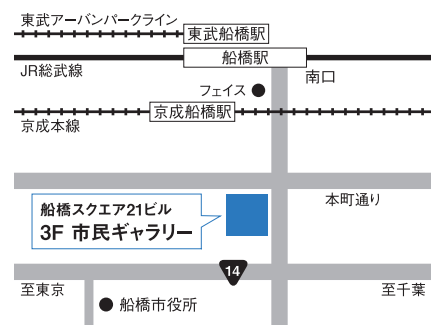 東武アーバンパークライン
東武船橋駅
船橋駅
JR総武線
南口
フェイス
京成船橋駅
京成本線
本町通り
船橋スクエア21ビル
3F 市民ギャラリー
14
至東京
至千葉
船橋市役所